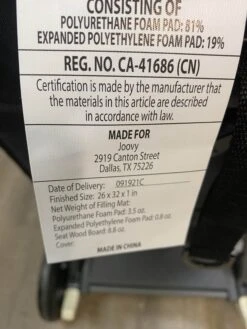 CONSISTING OF
POLYURETHANE FOAM PAD: 81%
EXPANDED POLYETHYLENE FOAM PAD: 19%
REG. NO. CA-41686 (CN)
Certification is made by the manufacturer that
the materials in this article are described
in accordance with law.
MADE FOR
Joovy
2919 Canton Street
Dallas, TX 75226
Date of Delivery: 091921C
Finished Size: 26 x 32 x 1 in
Net Weight of Filling Mat:
Polyurethane Foam Pad: 3.5 oz.
Expanded Polyethylene Foam Pad: 0.8 oz.
Seat Wood Board: 6.8 oz.
Cover:
MADE IN CHINA